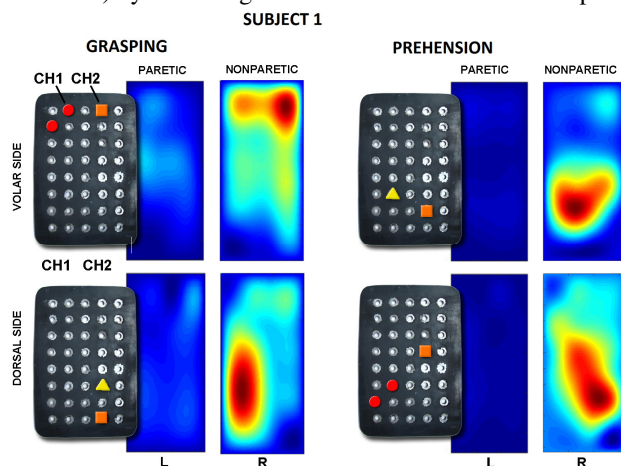 SUBJECT 1
GRASPING
PREHENSION
CH1 CH2
PARETIC
NONPARETIC
PARETIC
NONPARETIC
VOLAR SIDE
CH1 CH2
DORSAL SIDE
L
R
L
R